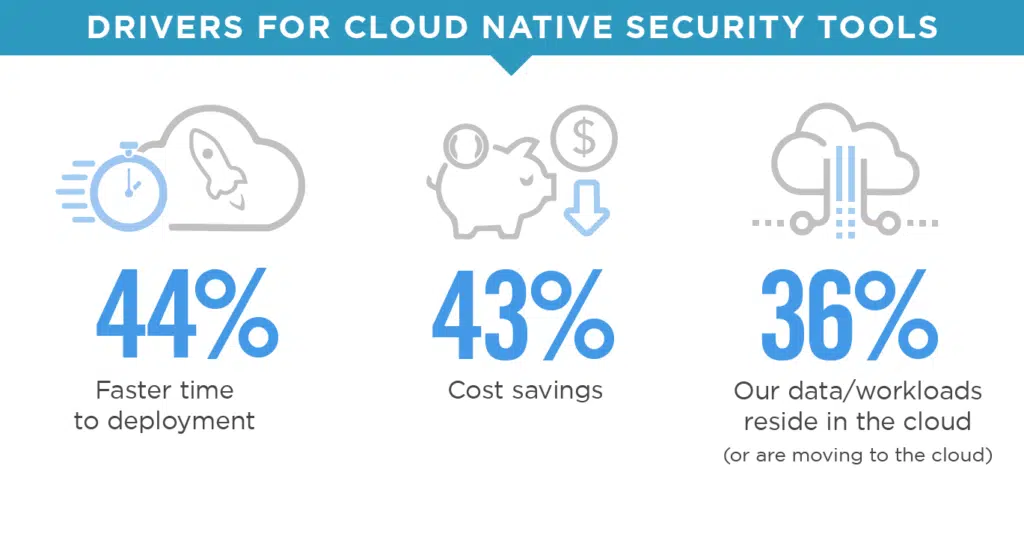 DRIVERS FOR CLOUD NATIVE SECURITY TOOLS
$
44%
43%
36%
Faster time
to deployment
Cost savings
Our data/workloads
reside in the cloud
(or are moving to the cloud)